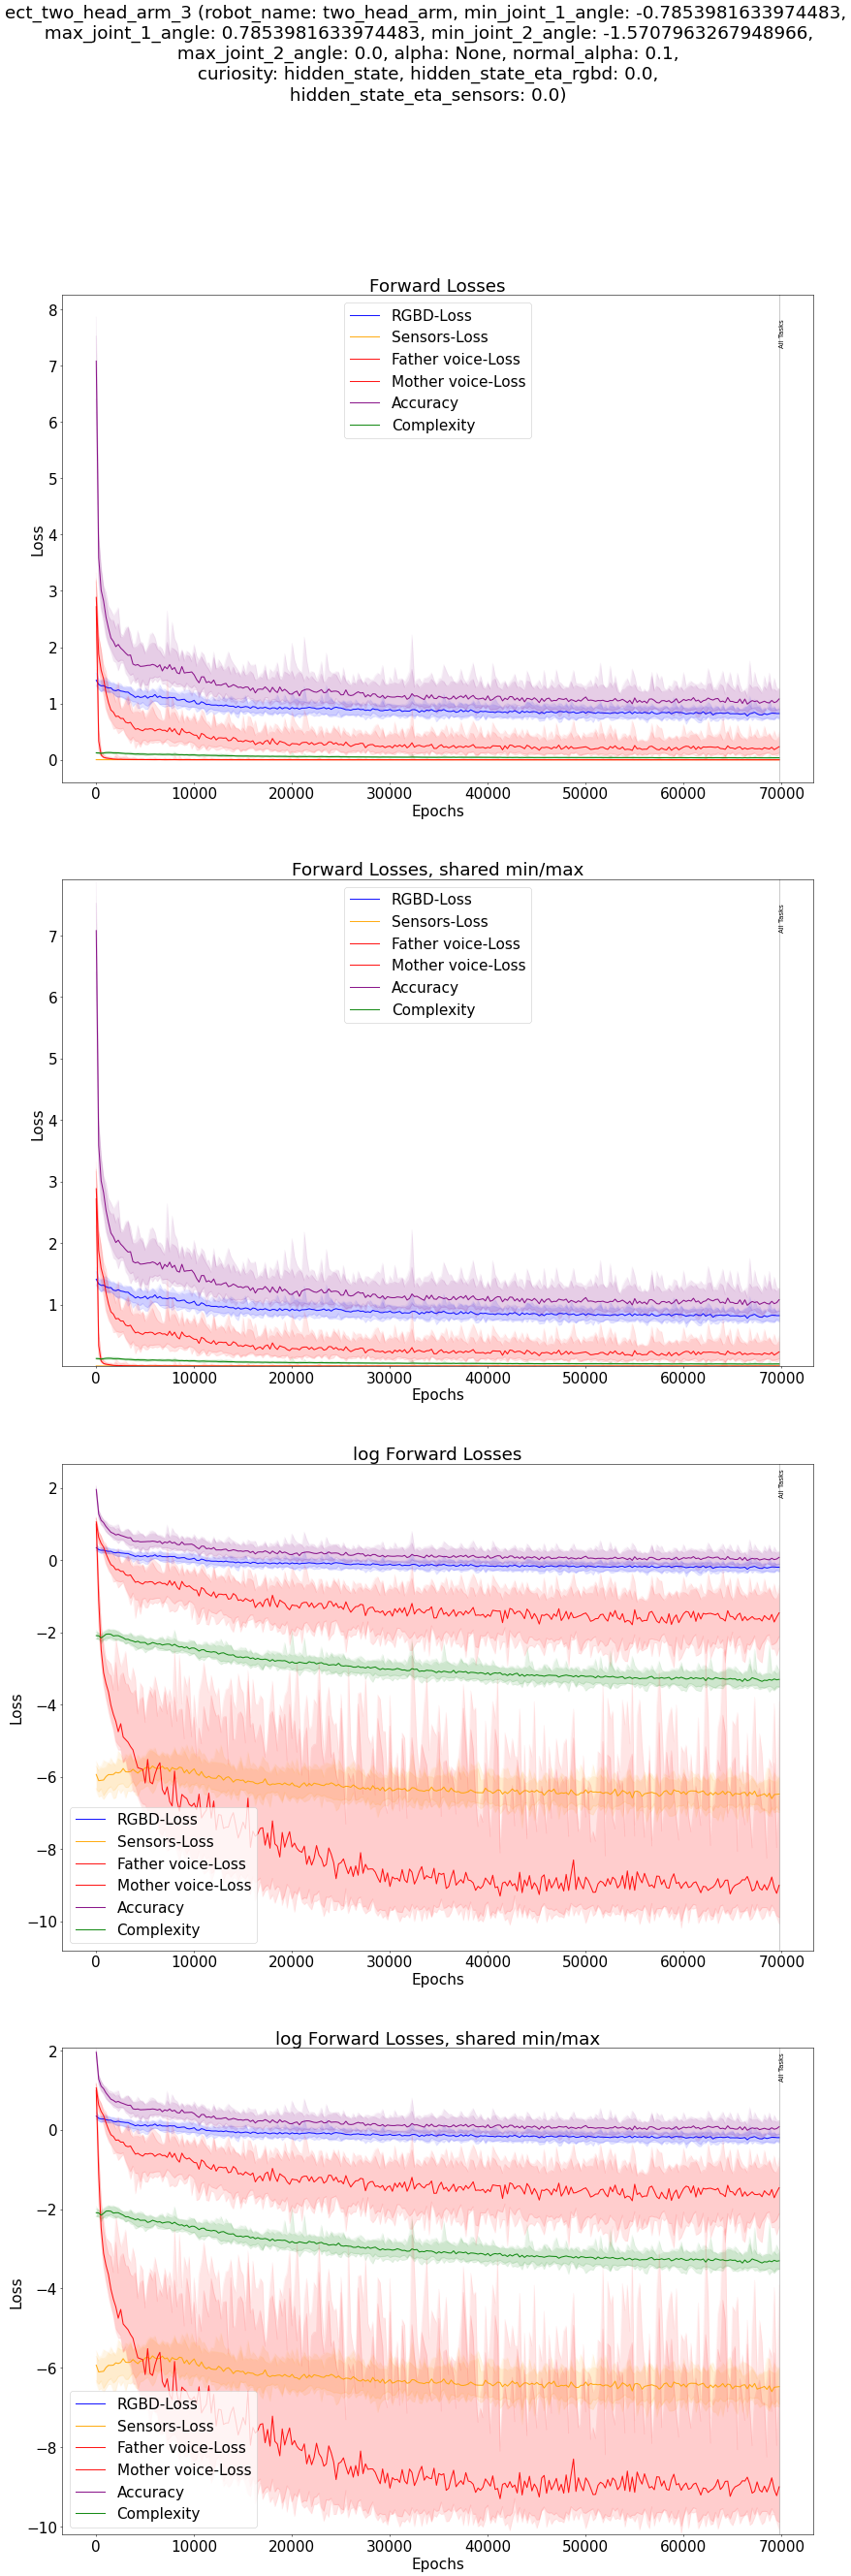 ect_two_head_arm_3 (robot_name: two_head_arm, min_joint_1_angle: -0.7853981633974483,
max_joint_1_angle: 0.7853981633974483, min_joint_2_angle: -1.5707963267948966,
max_joint_2_angle: 0.0, alpha: None, normal_alpha: 0.1,
curiosity: hidden_state, hidden_state_eta_rgbd: 0.0,
hidden_state_eta_sensors: 0.0)
Forward Losses
8
7
6
5
4
3
2
1
0
Loss
RGBD-Loss
Sensors-Loss
Father voice-Loss
Mother voice-Loss
Accuracy
Complexity
All Tasks
0 10000 20000 30000 40000 50000 60000 70000
Epochs
Forward Losses, shared min/max
7
6
5
4
3
2
1
Loss
RGBD-Loss
Sensors-Loss
Father voice-Loss
Mother voice-Loss
Accuracy
Complexity
All Tasks
0 10000 20000 30000 40000 50000 60000 70000
Epochs
log Forward Losses
2
0
−2
−4
−6
−8
−10
Loss
RGBD-Loss
Sensors-Loss
Father voice-Loss
Mother voice-Loss
Accuracy
Complexity
All Tasks
0 10000 20000 30000 40000 50000 60000 70000
Epochs
log Forward Losses, shared min/max
2
0
−2
−4
−6
−8
−10
Loss
RGBD-Loss
Sensors-Loss
Father voice-Loss
Mother voice-Loss
Accuracy
Complexity
All Tasks
0 10000 20000 30000 40000 50000 60000 70000
Epochs